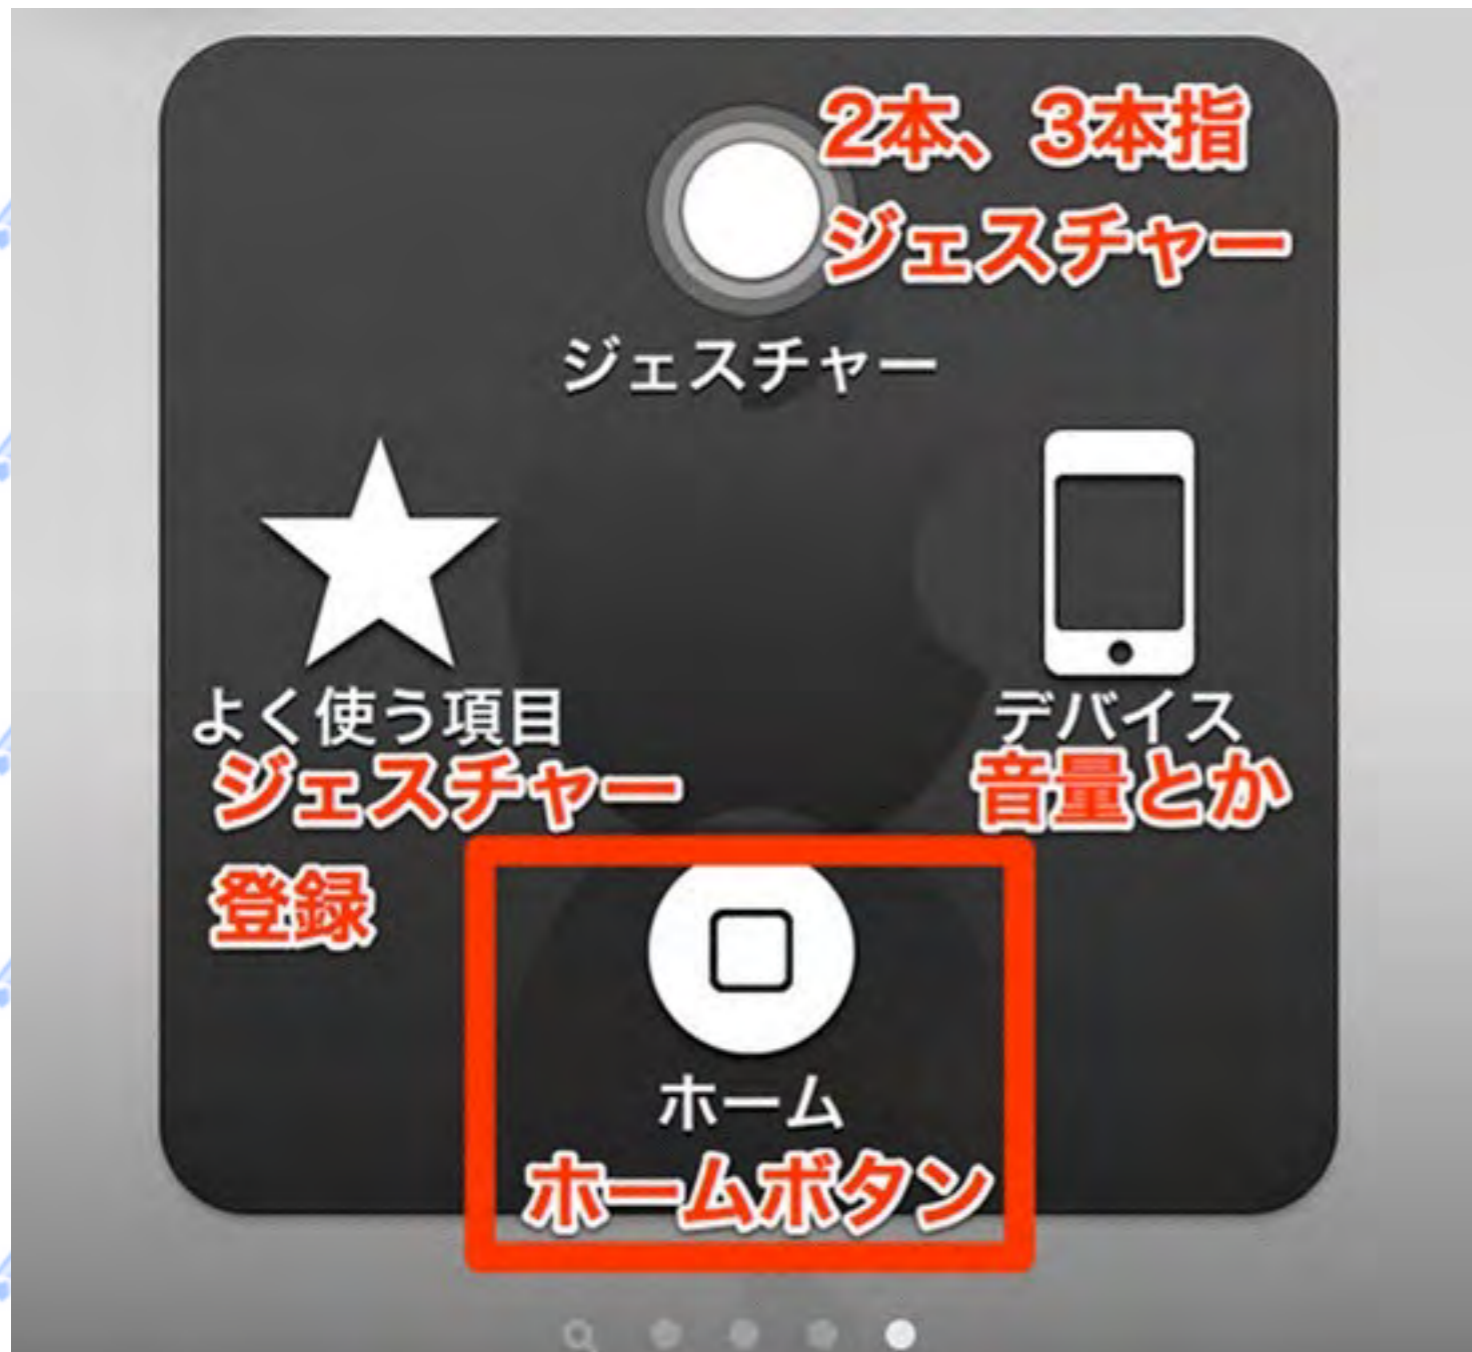 2本、3本指
ジェスチャー
ジェスチャー
よく使う項目
ジェスチャー
登録
デバイス
音量とか
ホーム
ホームボタン